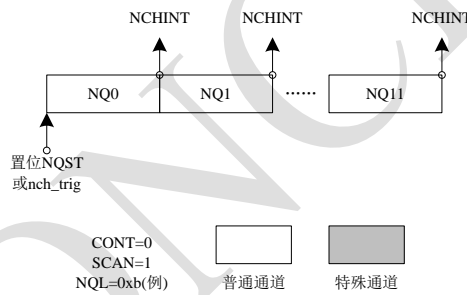 NCHINT NCHINT NCHINT
NQ0 NQ1 ...... NQ11
置位NQST
或nch_trig
CONT=0
SCAN=1
NQL=0xb(例) 普通通道 特殊通道